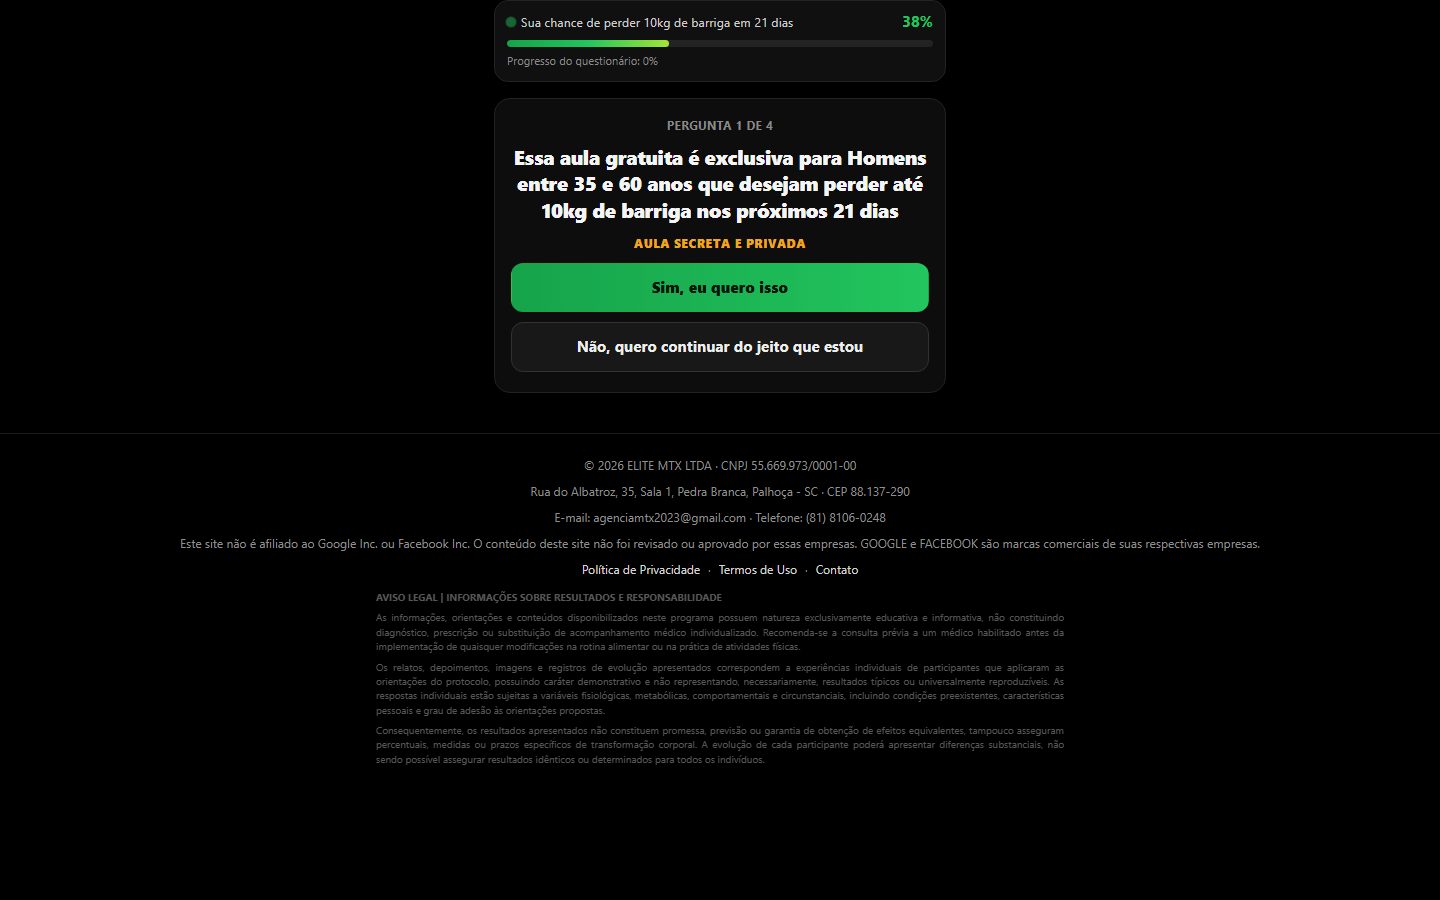 Sua chance de perder 10kg de barriga em 21 dias
38%
Progresso do questionário: 0%
PERGUNTA 1 DE 4
Essa aula gratuita é exclusiva para Homens
entre 35 e 60 anos que desejam perder até
10kg de barriga nos próximos 21 dias
AULA SECRETA E PRIVADA
Sim, eu quero isso
Não, quero continuar do jeito que estou
© 2026 ELITE MTX LTDA · CNPJ 55.669.973/0001-00
Rua do Albatroz, 35, Sala 1, Pedra Branca, Palhoça - SC · CEP 88.137-290
E-mail: agenciamtx2023@gmail.com · Telefone: (81) 8106-0248
Este site não é afiliado ao Google Inc. ou Facebook Inc. O conteúdo deste site não foi revisado ou aprovado por essas empresas. GOOGLE e FACEBOOK são marcas comerciais de suas respectivas empresas.
Política de Privacidade · Termos de Uso · Contato
AVISO LEGAL | INFORMAÇÕES SOBRE RESULTADOS E RESPONSABILIDADE
As informações, orientações e conteúdos disponibilizados neste programa possuem natureza exclusivamente educativa e informativa, não constituindo
diagnóstico, prescrição ou substituição de acompanhamento médico individualizado. Recomenda-se a consulta prévia a um médico habilitado antes da
implementação de quaisquer modificações na rotina alimentar ou na prática de atividades físicas.
Os relatos, depoimentos, imagens e registros de evolução apresentados correspondem a experiências individuais de participantes que aplicaram as
orientações do protocolo, possuindo caráter demonstrativo e não representando, necessariamente, resultados típicos ou universalmente reproduzíveis. As
respostas individuais estão sujeitas a variáveis fisiológicas, metabólicas, comportamentais e circunstanciais, incluindo condições preexistentes, características
pessoais e grau de adesão às orientações propostas.
Consequentemente, os resultados apresentados não constituem promessa, previsão ou garantia de obtenção de efeitos equivalentes, tampouco asseguram
percentuais, medidas ou prazos específicos de transformação corporal. A evolução de cada participante poderá apresentar diferenças substanciais, não
sendo possível assegurar resultados idênticos ou determinados para todos os indivíduos.